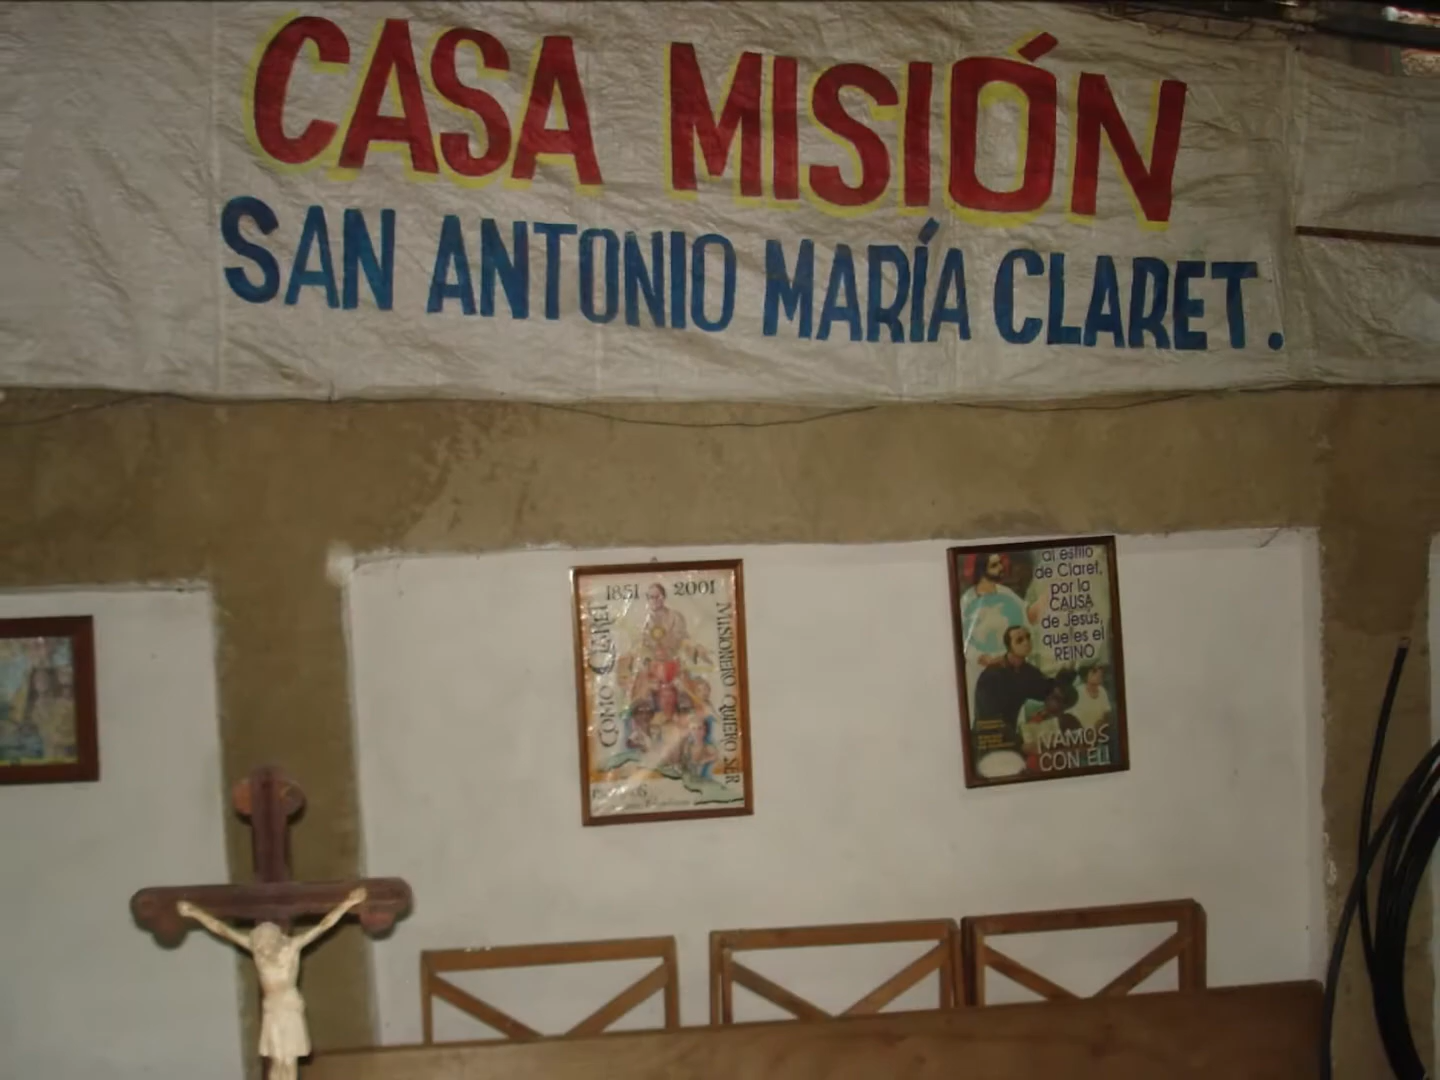 CASA MISIÓN
SAN ANTONIO MARÍA CLARET.
1851 2001
COMO CLARET
MISIONERO QUIERO SER
al estilo
de Claret,
por la
CAUSA
de Jesús,
que es el
REINO
¡VAMOS
CON ÉL!